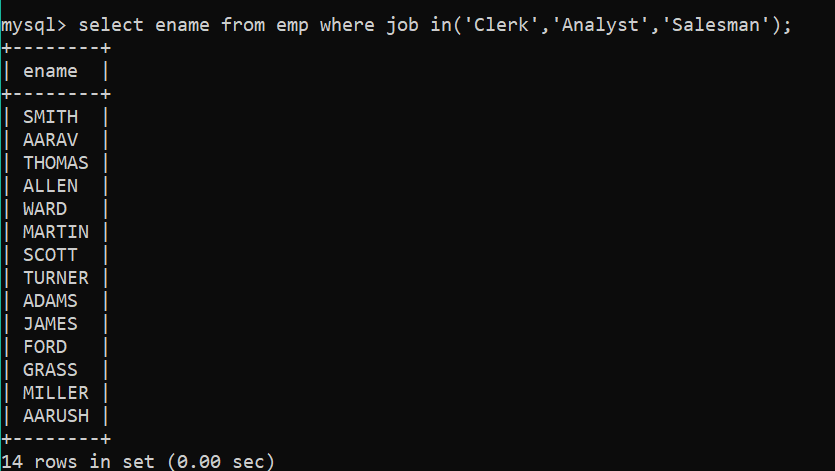 mysql> select ename from emp where job in('Clerk','Analyst','Salesman');
+--------+
| ename  |
+--------+
| SMITH  |
| AARAV  |
| THOMAS |
| ALLEN  |
| WARD   |
| MARTIN |
| SCOTT  |
| TURNER |
| ADAMS  |
| JAMES  |
| FORD   |
| GRASS  |
| MILLER |
| AARUSH |
+--------+
14 rows in set (0.00 sec)